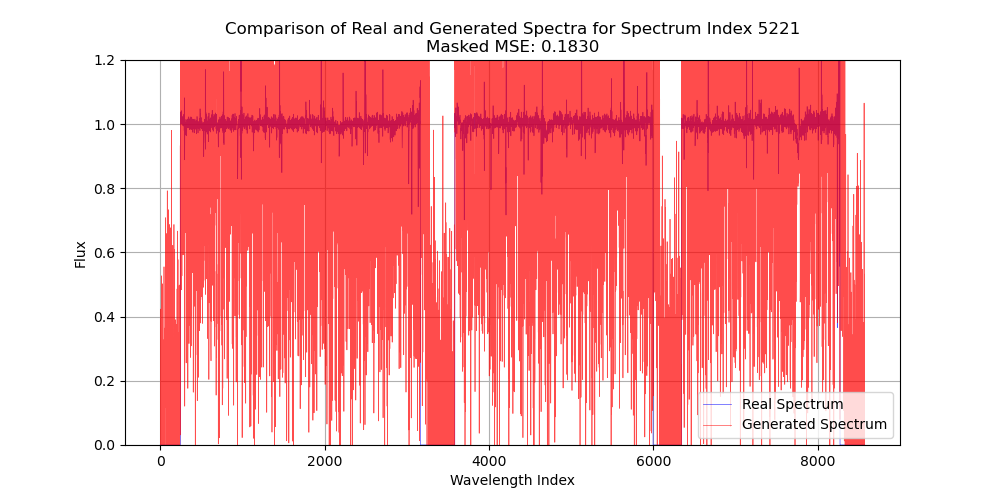 Comparison of Real and Generated Spectra for Spectrum Index 5221
Masked MSE: 0.1830
1.2
1.0
0.8
0.6
0.4
0.2
0.0
Flux
Real Spectrum
Generated Spectrum
0 2000 4000 6000 8000
Wavelength Index